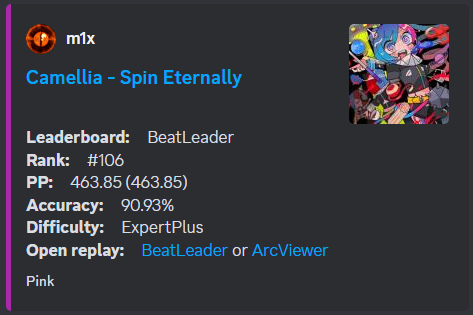 m1x
Camellia - Spin Eternally
Leaderboard: BeatLeader
Rank: #106
PP: 463.85 (463.85)
Accuracy: 90.93%
Difficulty: ExpertPlus
Open replay: BeatLeader or ArcViewer
Pink